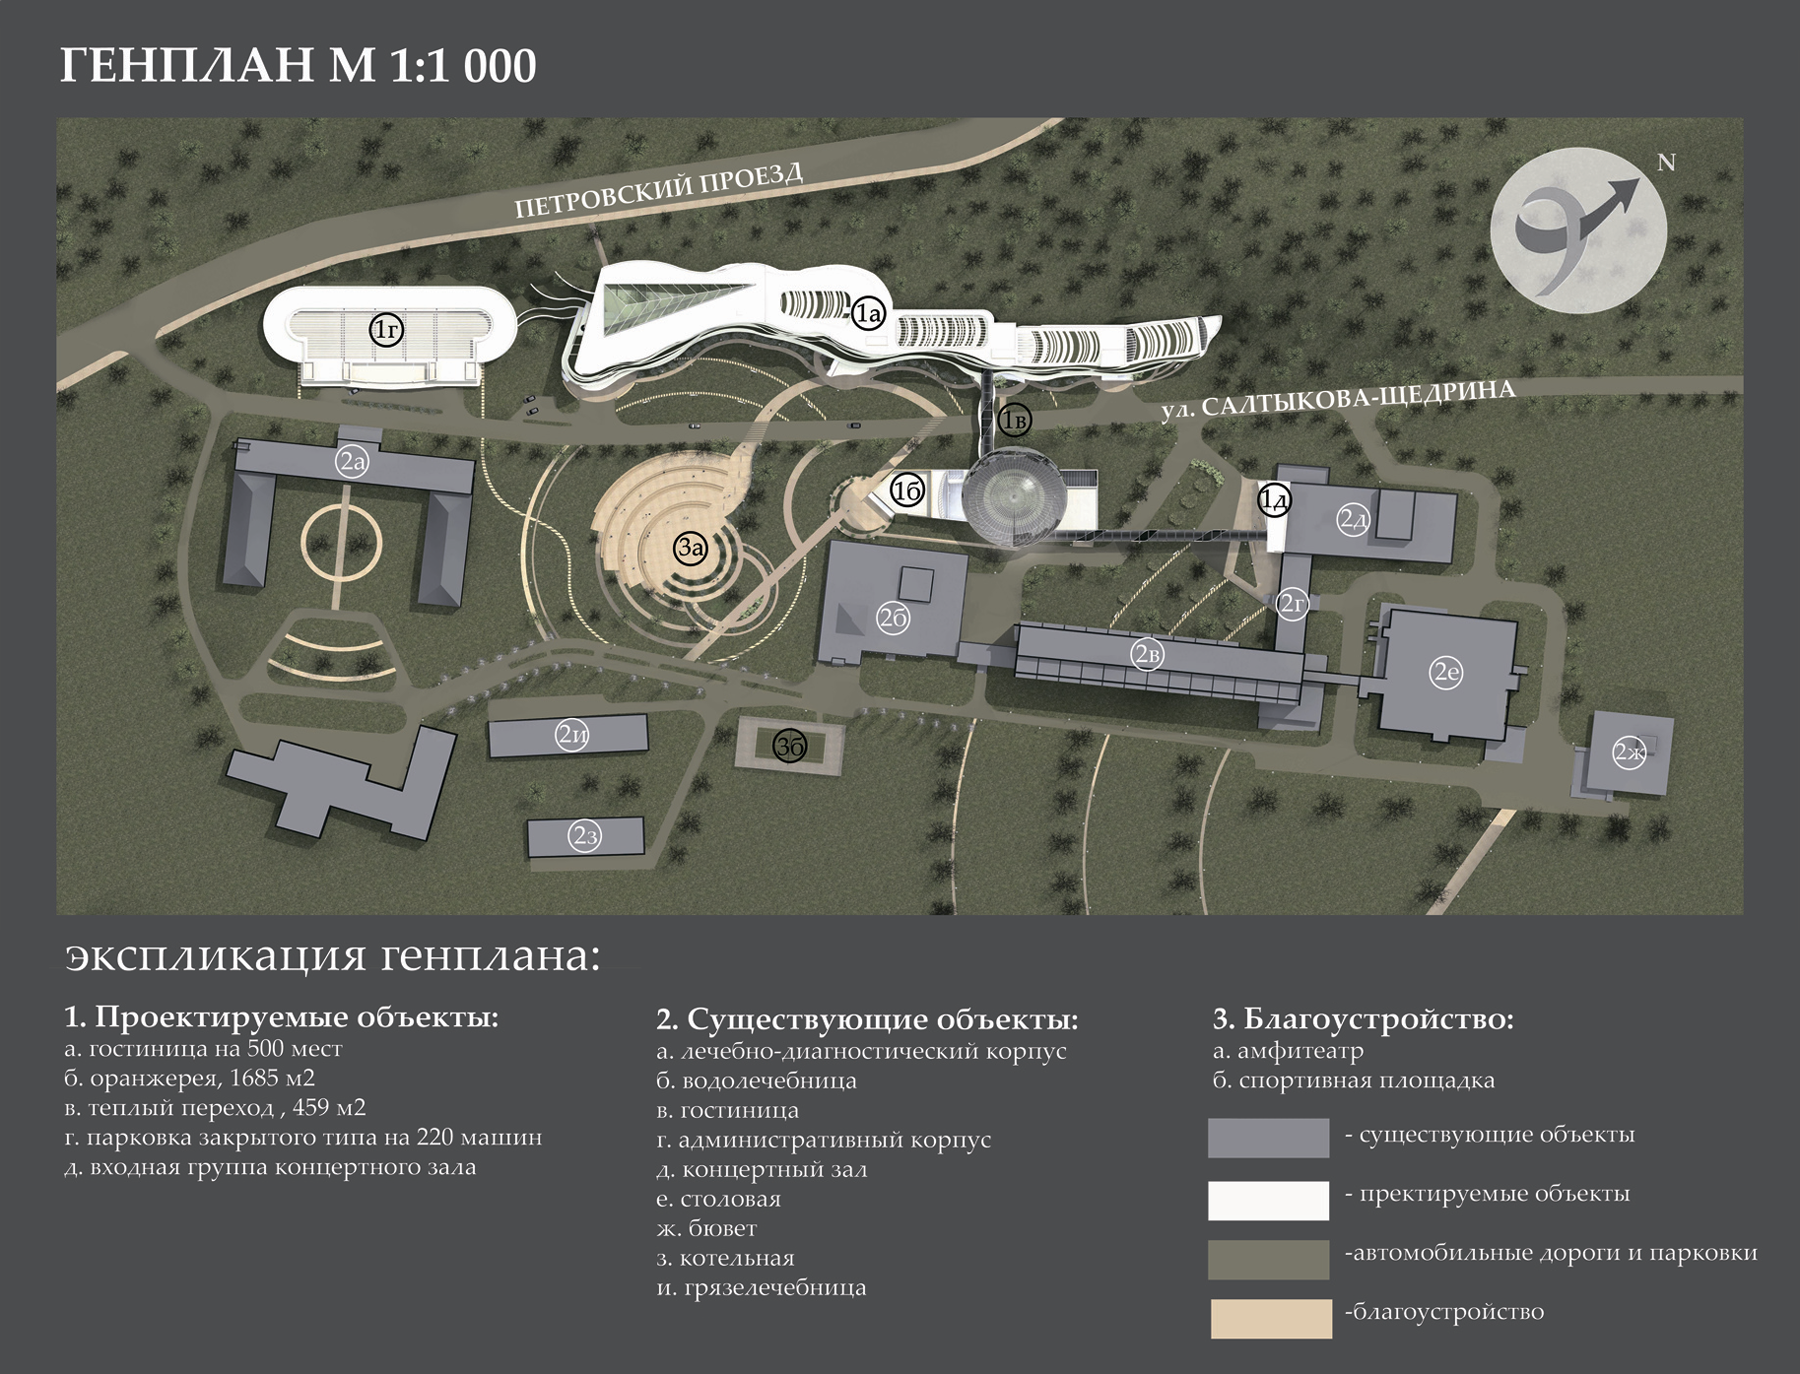 ГЕНПЛАН М 1:1 000
N
ПЕТРОВСКИЙ ПРОЕЗД
1г
1а
ул. САЛТЫКОВА-ЩЕДРИНА
1в
2а
1б
1д
2д
3а
2г
2б
2в
2е
2и
3б
2ж
2з
экспликация генплана:
1. Проектируемые объекты:
а. гостиница на 500 мест
б. оранжерея, 1685 м2
в. теплый переход , 459 м2
г. парковка закрытого типа на 220 машин
д. входная группа концертного зала
2. Существующие объекты:
а. лечебно-диагностический корпус
б. водолечебница
в. гостиница
г. административный корпус
д. концертный зал
е. столовая
ж. бювет
з. котельная
и. грязелечебница
3. Благоустройство:
а. амфитеатр
б. спортивная площадка
- существующие объекты
- пректируемые объекты
-автомобильные дороги и парковки
-благоустройство